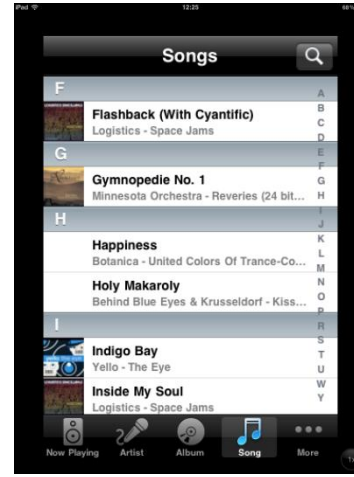 iPad 12:25
Songs
F
Flashback (With Cyantific)
Logistics - Space Jams
G
Gymnopedie No. 1
Minnesota Orchestra - Reveries (24 bit...
H
Happiness
Botanica - United Colors Of Trance-Co...
Holy Makaroly
Behind Blue Eyes & Krusseldorf - Kiss...
I
Indigo Bay
Yello - The Eye
Inside My Soul
Logistics - Space Jams
A
B
C
D
E
F
G
H
I
J
K
L
M
N
O
P
R
S
T
U
W
Y
Now Playing Artist Album Song More